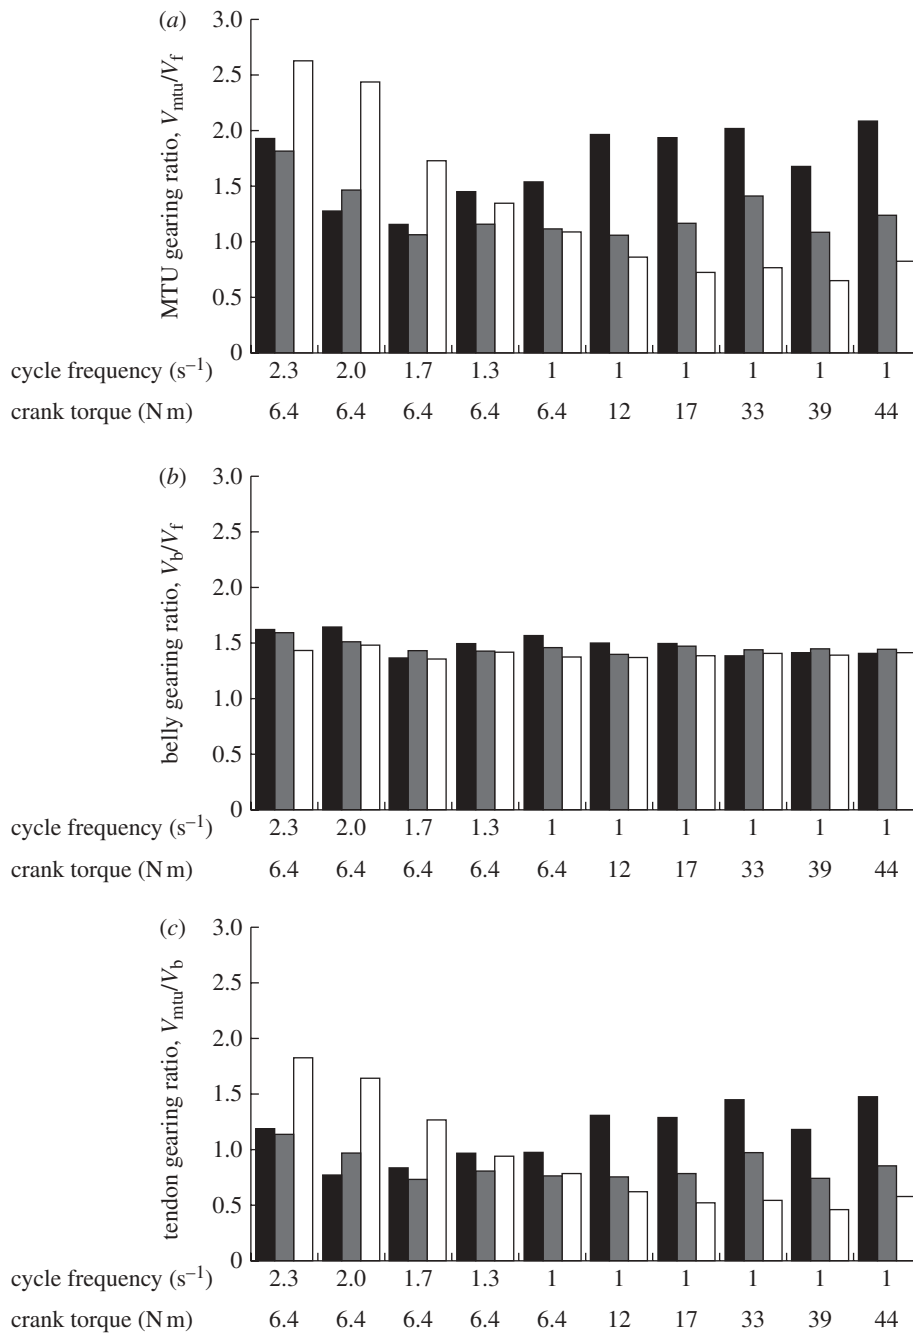 (a)
MTU gearing ratio, Vmtu/Vf
3.0
2.5
2.0
1.5
1.0
0.5
0
cycle frequency (s–1) 2.3 2.0 1.7 1.3 1 1 1 1 1 1
crank torque (N m) 6.4 6.4 6.4 6.4 6.4 12 17 33 39 44
(b)
belly gearing ratio, Vb/Vf
3.0
2.5
2.0
1.5
1.0
0.5
0
cycle frequency (s–1) 2.3 2.0 1.7 1.3 1 1 1 1 1 1
crank torque (N m) 6.4 6.4 6.4 6.4 6.4 12 17 33 39 44
(c)
tendon gearing ratio, Vmtu/Vb
3.0
2.5
2.0
1.5
1.0
0.5
0
cycle frequency (s–1) 2.3 2.0 1.7 1.3 1 1 1 1 1 1
crank torque (N m) 6.4 6.4 6.4 6.4 6.4 12 17 33 39 44